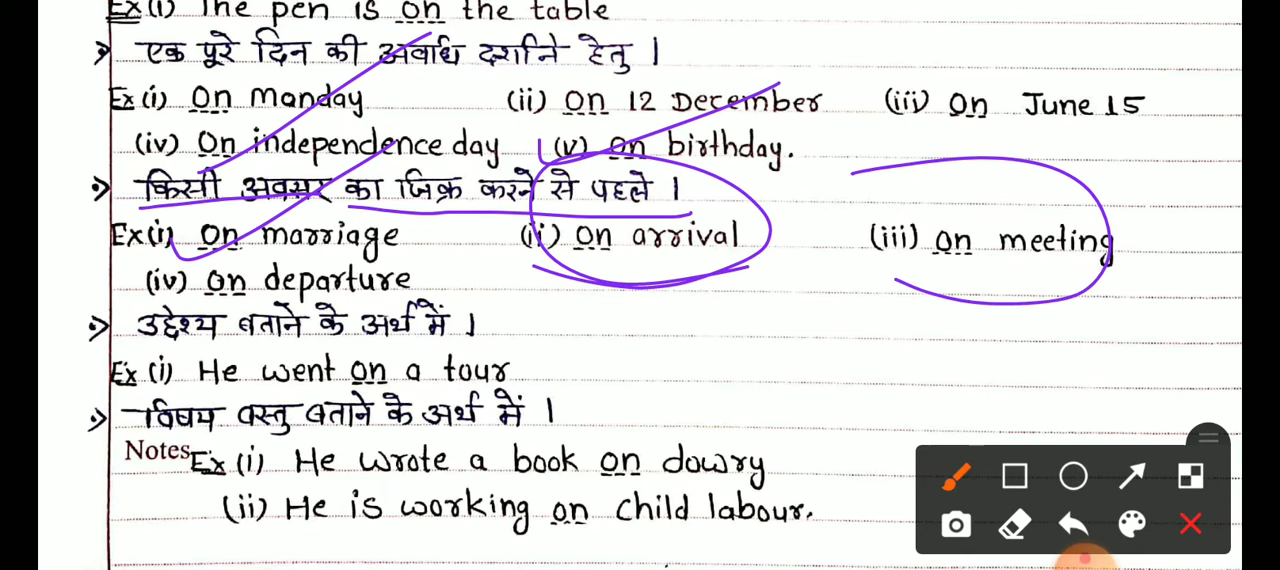 Ex(i) The pen is on the table
एक पूरे दिन की अवधि दर्शाने हेतु ।
Ex(i) On Manday (ii) On 12 December (iii) On June 15
(iv) On independence day (v) on birthday.
किसी अवसर का जिक्र करने से पहले ।
Ex(i) On marriage (ii) on arrival (iii) on meeting
(iv) on departure
उद्देश्य बताने के अर्थ में ।
Ex (i) He went on a tour
विषय वस्तु बताने के अर्थ में ।
Notes Ex (i) He wrote a book on dowry
(ii) He is working on child labour.